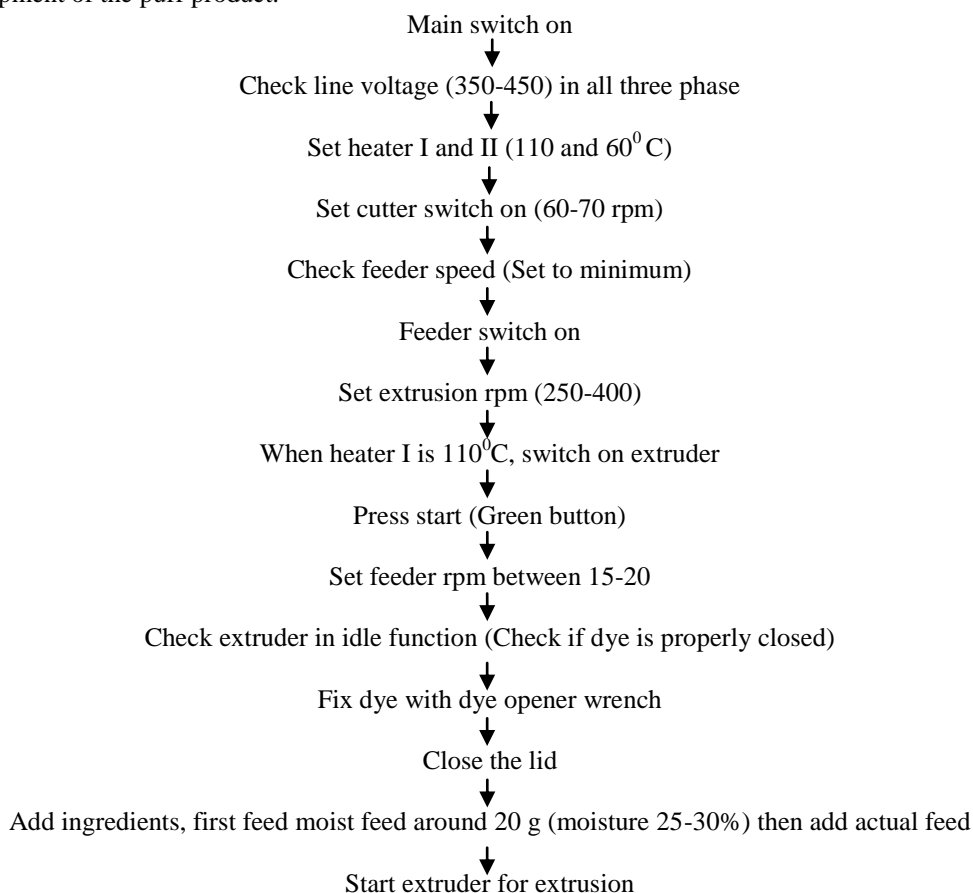 pment of the puff product.
Main switch on
Check line voltage (350-450) in all three phase
Set heater I and II (110 and 60⁰ C)
Set cutter switch on (60-70 rpm)
Check feeder speed (Set to minimum)
Feeder switch on
Set extrusion rpm (250-400)
When heater I is 110⁰C, switch on extruder
Press start (Green button)
Set feeder rpm between 15-20
Check extruder in idle function (Check if dye is properly closed)
Fix dye with dye opener wrench
Close the lid
Add ingredients, first feed moist feed around 20 g (moisture 25-30%) then add actual feed
Start extruder for extrusion